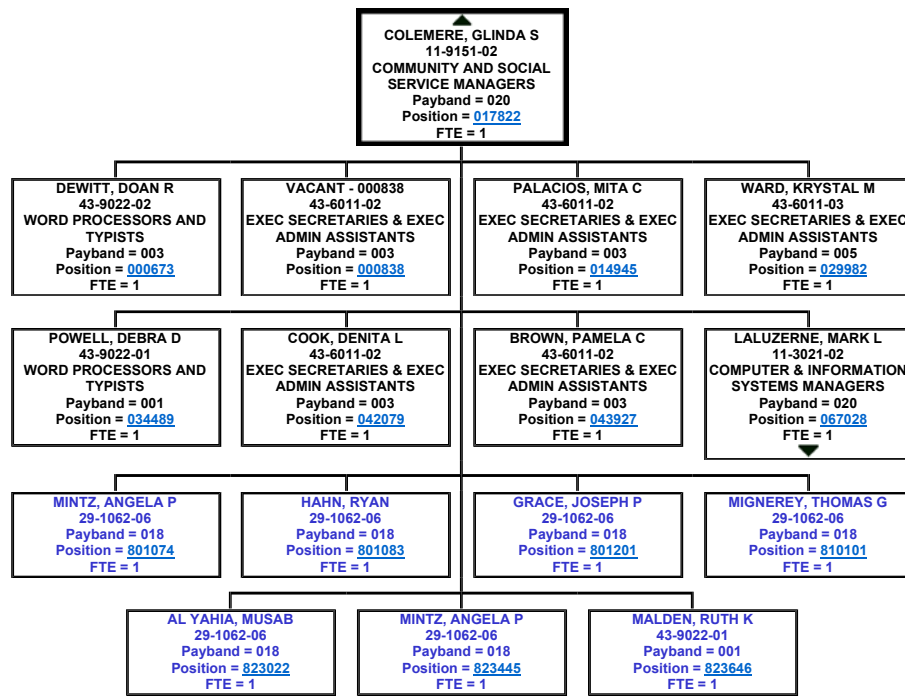 COLEMERE, GLINDA S
11-9151-02
COMMUNITY AND SOCIAL
SERVICE MANAGERS
Payband = 020
Position = 017822
FTE = 1
DEWITT, DOAN R
43-9022-02
WORD PROCESSORS AND
TYPISTS
Payband = 003
Position = 000673
FTE = 1
VACANT - 000838
43-6011-02
EXEC SECRETARIES & EXEC
ADMIN ASSISTANTS
Payband = 003
Position = 000838
FTE = 1
PALACIOS, MITA C
43-6011-02
EXEC SECRETARIES & EXEC
ADMIN ASSISTANTS
Payband = 003
Position = 014945
FTE = 1
WARD, KRYSTAL M
43-6011-03
EXEC SECRETARIES & EXEC
ADMIN ASSISTANTS
Payband = 005
Position = 029982
FTE = 1
POWELL, DEBRA D
43-9022-01
WORD PROCESSORS AND
TYPISTS
Payband = 001
Position = 034489
FTE = 1
COOK, DENITA L
43-6011-02
EXEC SECRETARIES & EXEC
ADMIN ASSISTANTS
Payband = 003
Position = 042079
FTE = 1
BROWN, PAMELA C
43-6011-02
EXEC SECRETARIES & EXEC
ADMIN ASSISTANTS
Payband = 003
Position = 043927
FTE = 1
LALUZERNE, MARK L
11-3021-02
COMPUTER & INFORMATION
SYSTEMS MANAGERS
Payband = 020
Position = 067028
FTE = 1
MINTZ, ANGELA P
29-1062-06
Payband = 018
Position = 801074
FTE = 1
HAHN, RYAN
29-1062-06
Payband = 018
Position = 801083
FTE = 1
GRACE, JOSEPH P
29-1062-06
Payband = 018
Position = 801201
FTE = 1
MIGNEREY, THOMAS G
29-1062-06
Payband = 018
Position = 810101
FTE = 1
AL YAHIA, MUSAB
29-1062-06
Payband = 018
Position = 823022
FTE = 1
MINTZ, ANGELA P
29-1062-06
Payband = 018
Position = 823445
FTE = 1
MALDEN, RUTH K
43-9022-01
Payband = 001
Position = 823646
FTE = 1